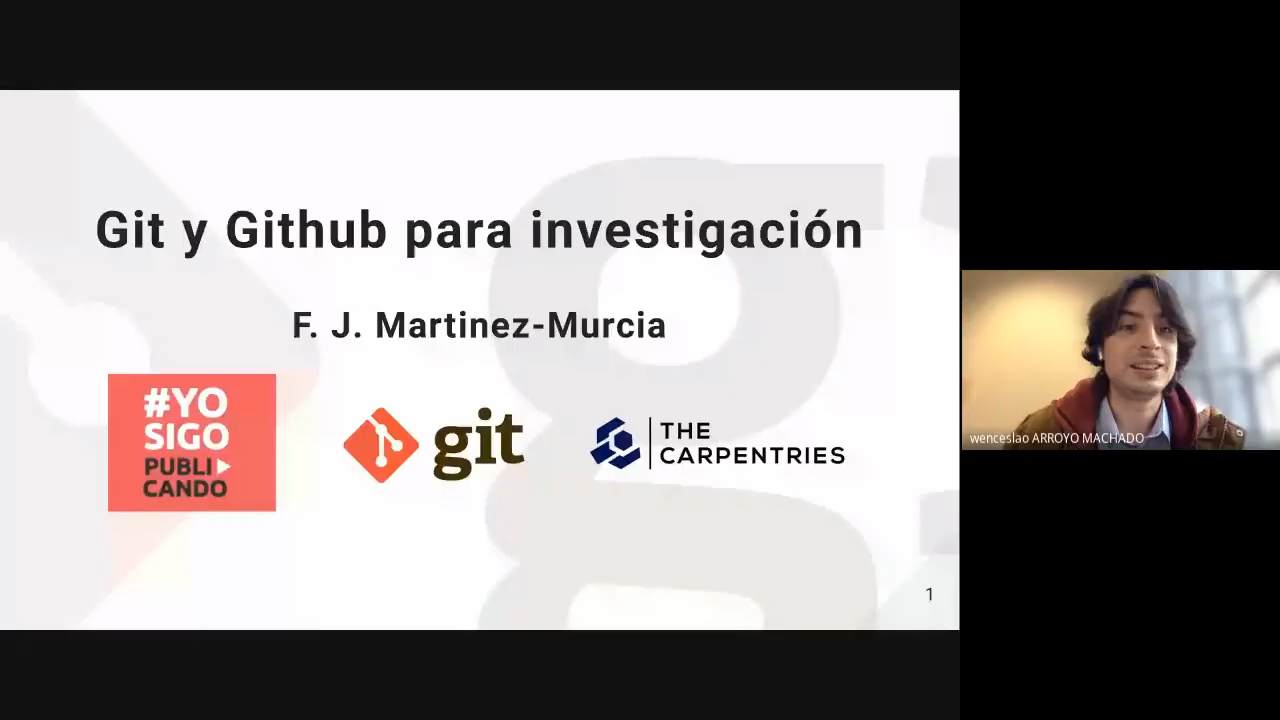 Git y Github para investigación
F. J. Martinez-Murcia
#YO
SIGO
PUBLI
CANDO
git
THE
CARPENTRIES
1
wenceslao ARROYO MACHADO